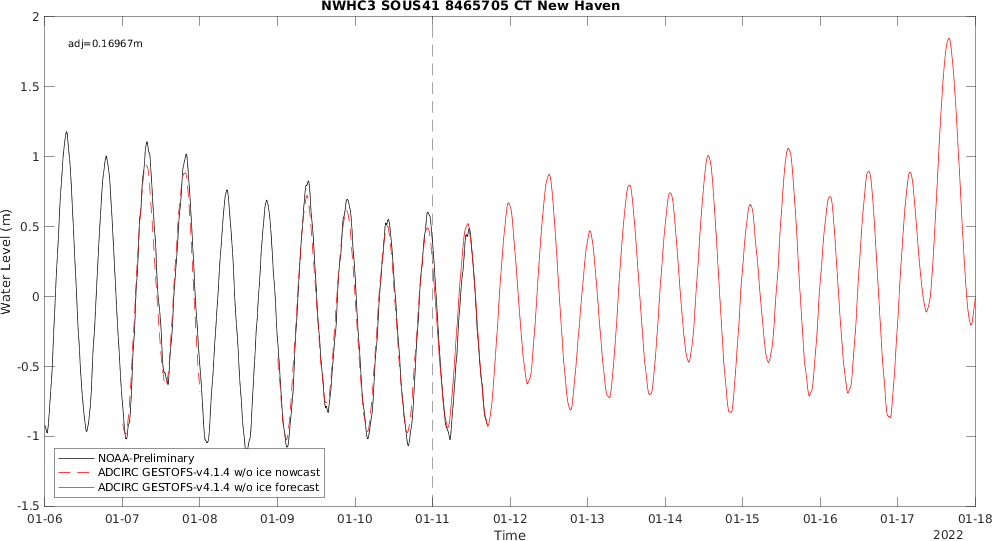 NWHC3 SOUS41 8465705 CT New Haven
adj=0.16967m
2
1.5
1
0.5
0
-0.5
-1
-1.5
Water Level (m)
NOAA-Preliminary
ADCIRC GESTOFS-v4.1.4 w/o ice nowcast
ADCIRC GESTOFS-v4.1.4 w/o ice forecast
01-06 01-07 01-08 01-09 01-10 01-11 01-12 01-13 01-14 01-15 01-16 01-17 01-18
Time
2022